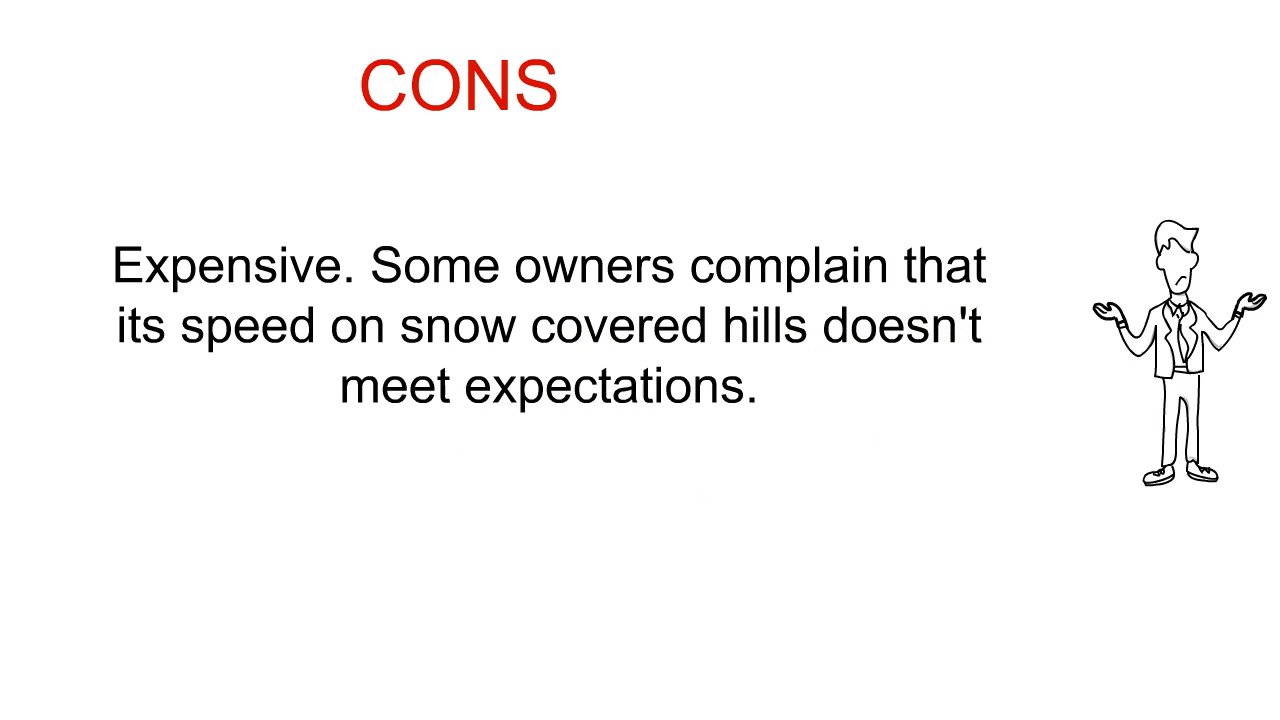 CONS
Expensive. Some owners complain that
its speed on snow covered hills doesn't
meet expectations.